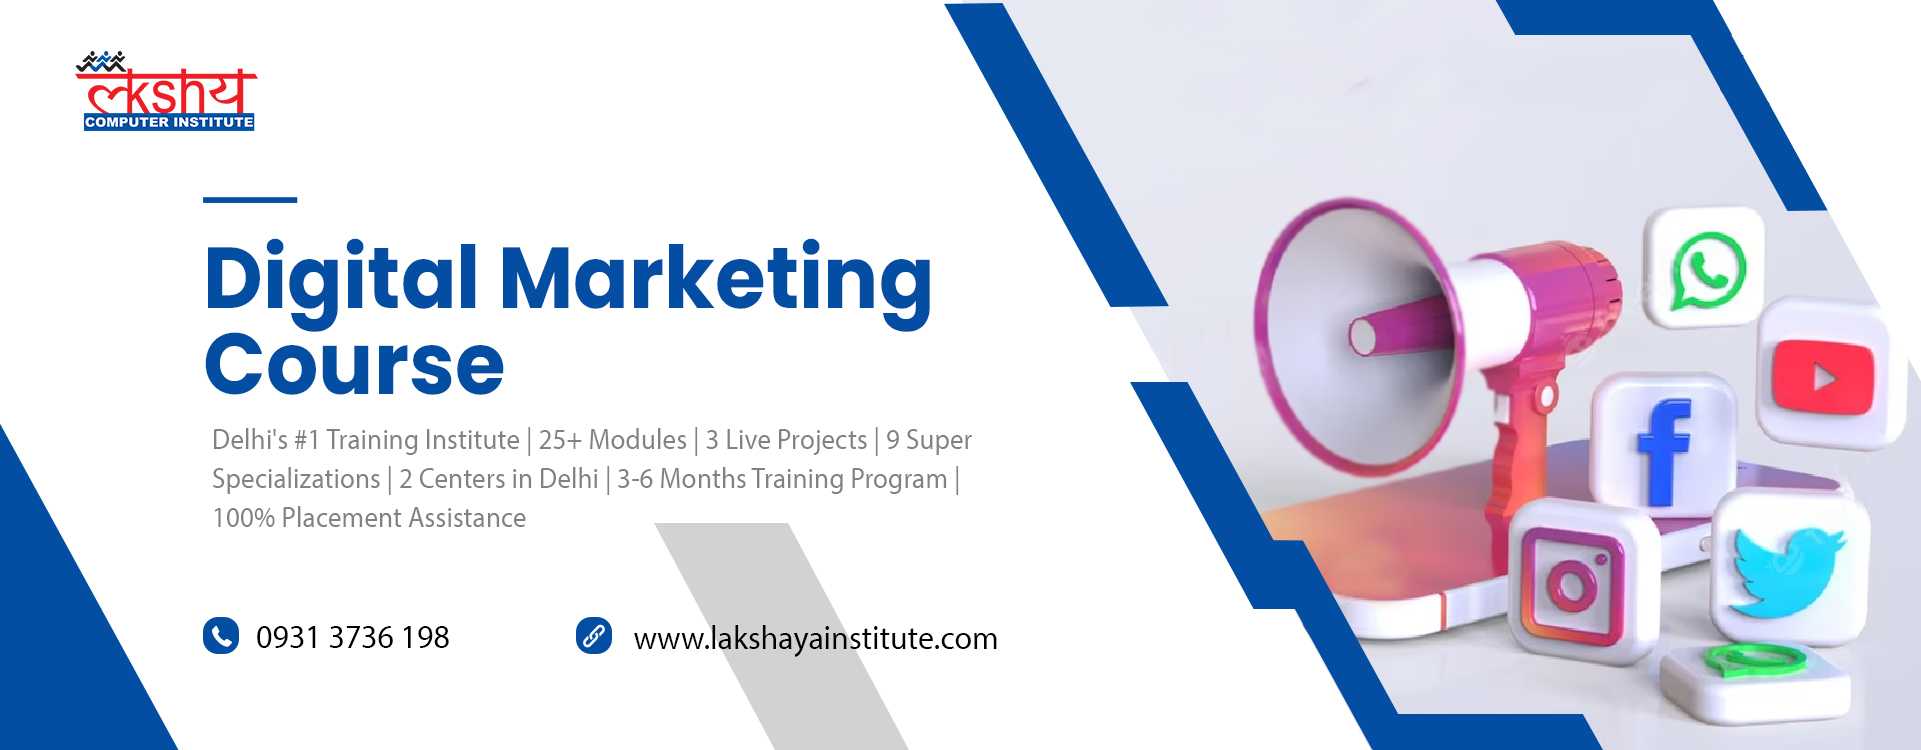 लkshय
COMPUTER INSTITUTE
Digital Marketing
Course
Delhi's #1 Training Institute | 25+ Modules | 3 Live Projects | 9 Super
Specializations | 2 Centers in Delhi | 3-6 Months Training Program |
100% Placement Assistance
0931 3736 198
www.lakshayainstitute.com